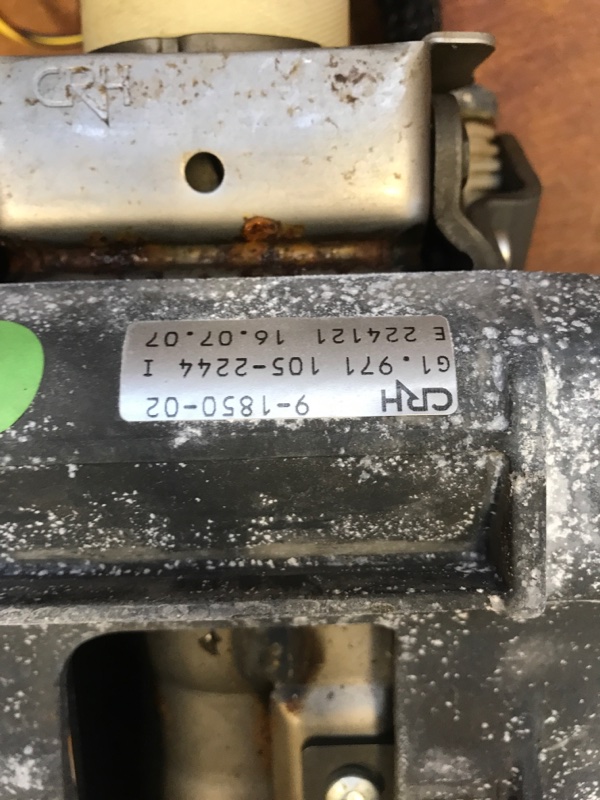 CRH
CRH 9-1850-02
G1.971 105-2244 I
E 224121 16.07.07